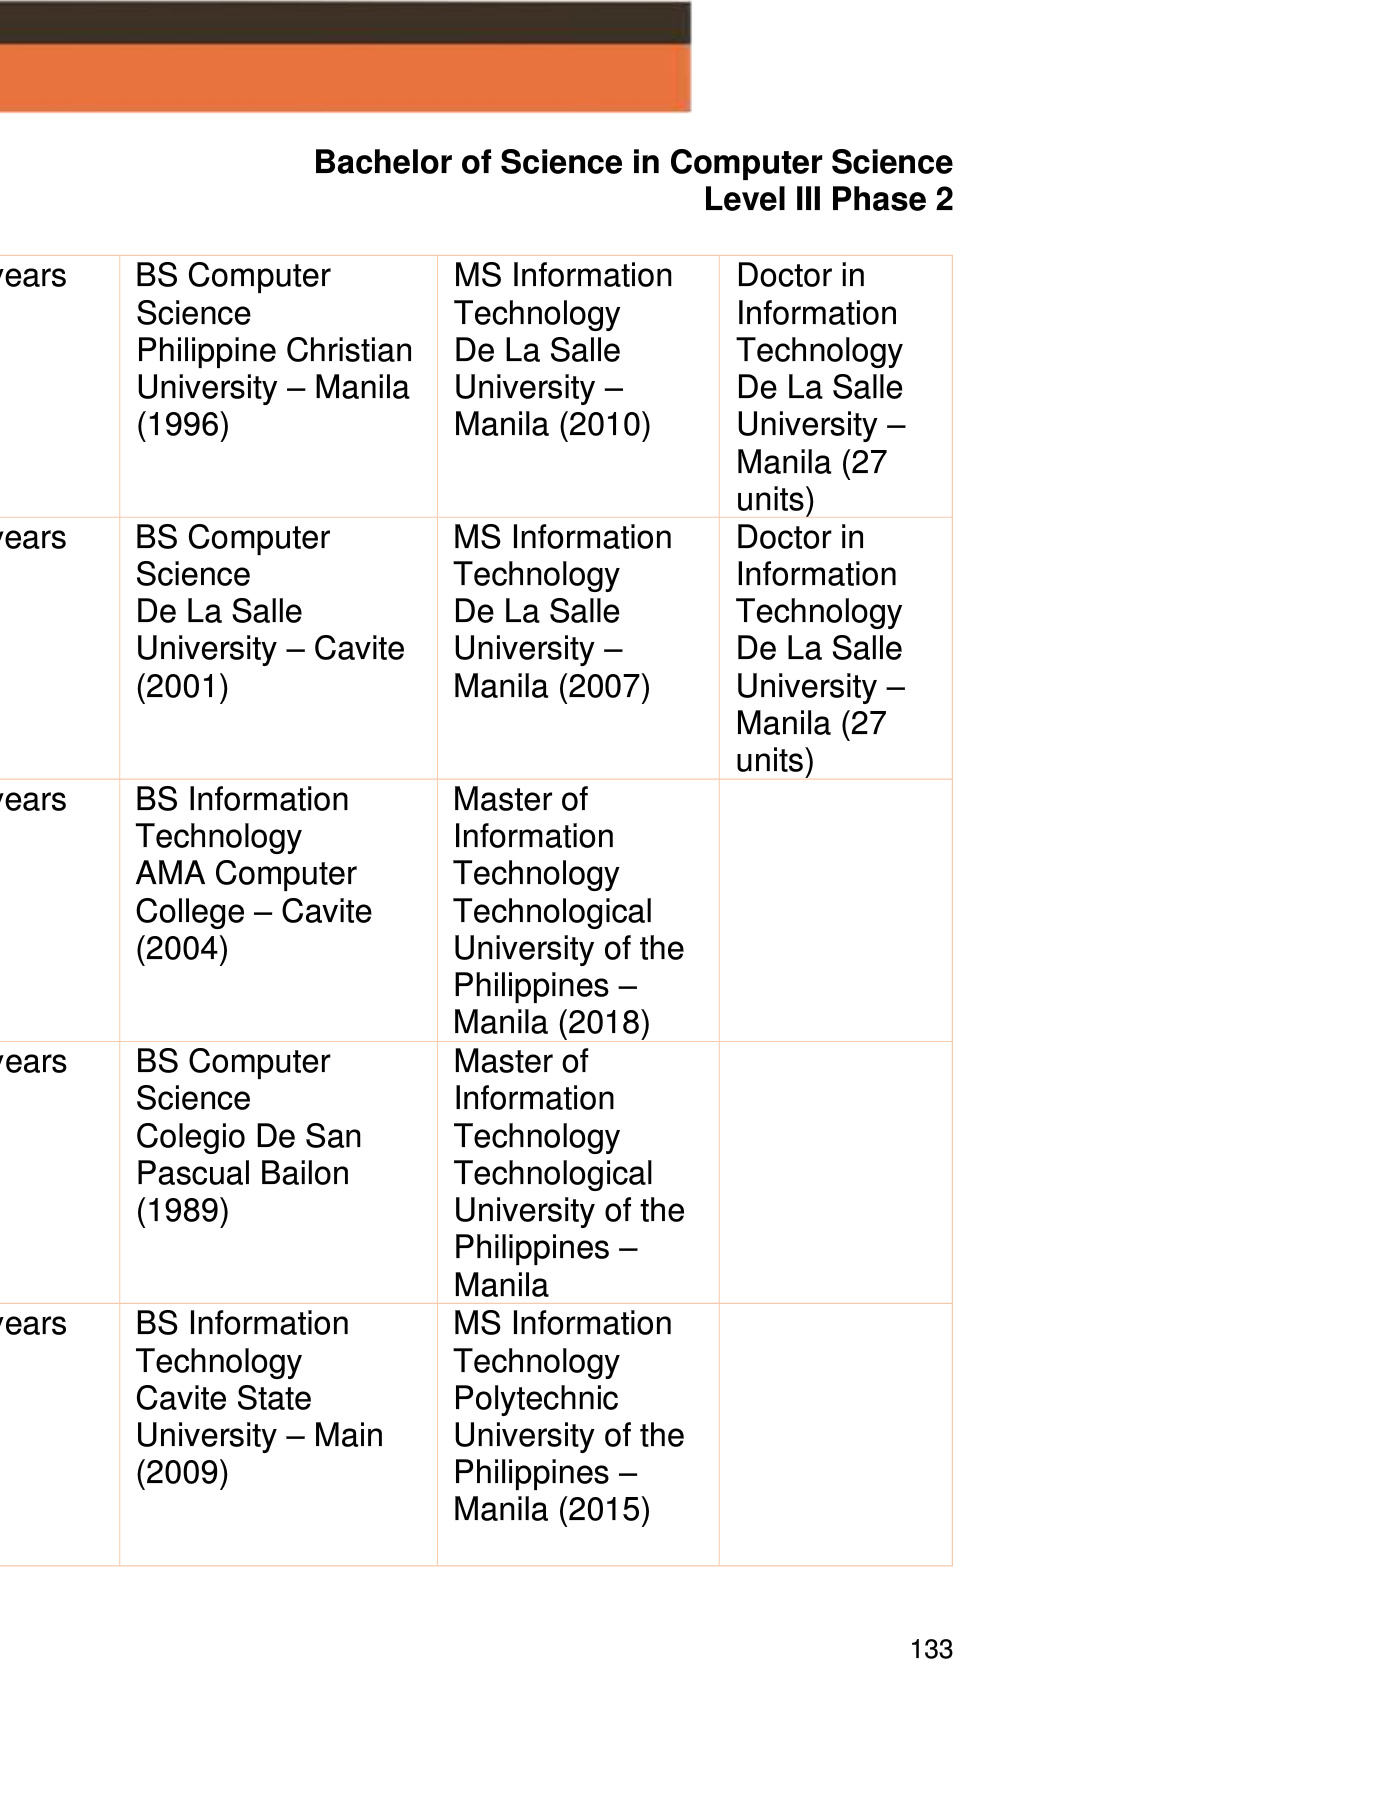 Bachelor of Science in Computer Science
Level III Phase 2
years
BS Computer
Science
Philippine Christian
University – Manila
(1996)
MS Information
Technology
De La Salle
University –
Manila (2010)
Doctor in
Information
Technology
De La Salle
University –
Manila (27
units)
years
BS Computer
Science
De La Salle
University – Cavite
(2001)
MS Information
Technology
De La Salle
University –
Manila (2007)
Doctor in
Information
Technology
De La Salle
University –
Manila (27
units)
years
BS Information
Technology
AMA Computer
College – Cavite
(2004)
Master of
Information
Technology
Technological
University of the
Philippines –
Manila (2018)
years
BS Computer
Science
Colegio De San
Pascual Bailon
(1989)
Master of
Information
Technology
Technological
University of the
Philippines –
Manila
years
BS Information
Technology
Cavite State
University – Main
(2009)
MS Information
Technology
Polytechnic
University of the
Philippines –
Manila (2015)
133